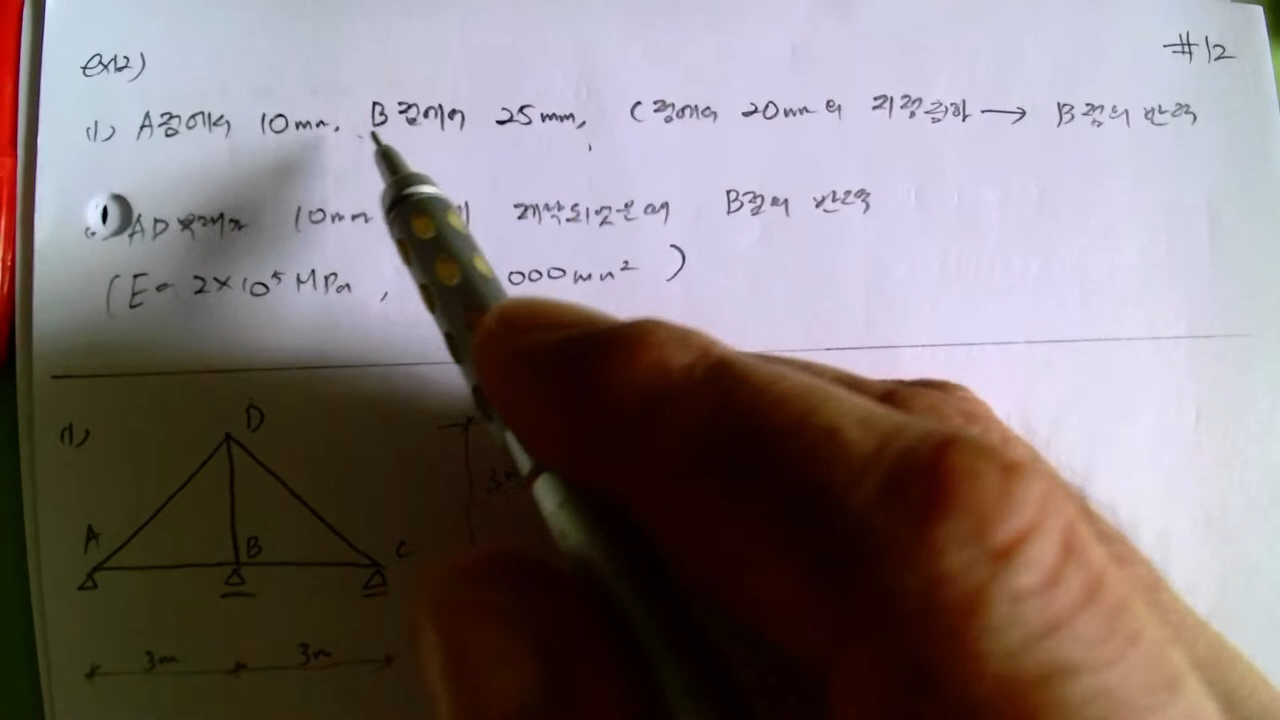 #12
ex12)
(1) A점에서 10mm, B점에서 25mm, C점에서 20mm의 지점침하 → B점의 반력
AD부재가 10mm 제작되었을때 B점의 반력
(E= 2×10⁵ MPa, 000mm²)
(1)
D
A
B
C
3m
3m